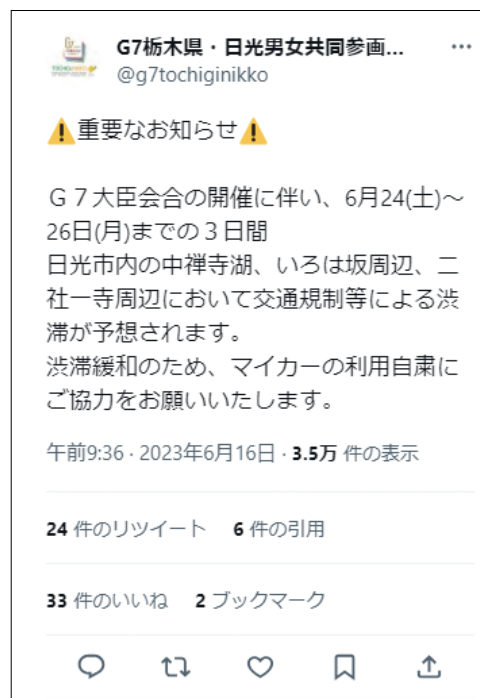 G7栃木県・日光男女共同参画...
@g7tochiginikko
⚠重要なお知らせ⚠
Ｇ７大臣会合の開催に伴い、6月24(土)～
26日(月)までの３日間
日光市内の中禅寺湖、いろは坂周辺、二
社一寺周辺において交通規制等による渋
滞が予想されます。
渋滞緩和のため、マイカーの利用自粛に
ご協力をお願いいたします。
午前9:36 · 2023年6月16日 · 3.5万 件の表示
24 件のリツイート 6 件の引用
33 件のいいね 2 ブックマーク